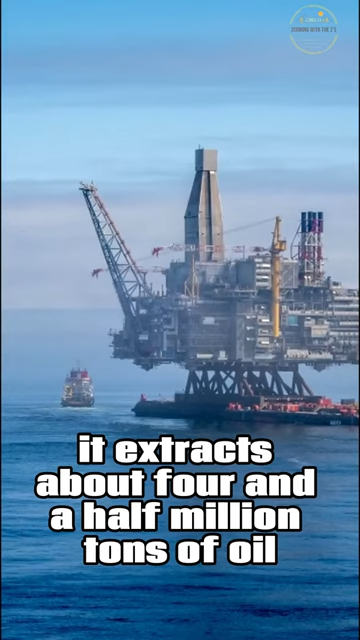 it extracts
about four and
a half million
tons of oil